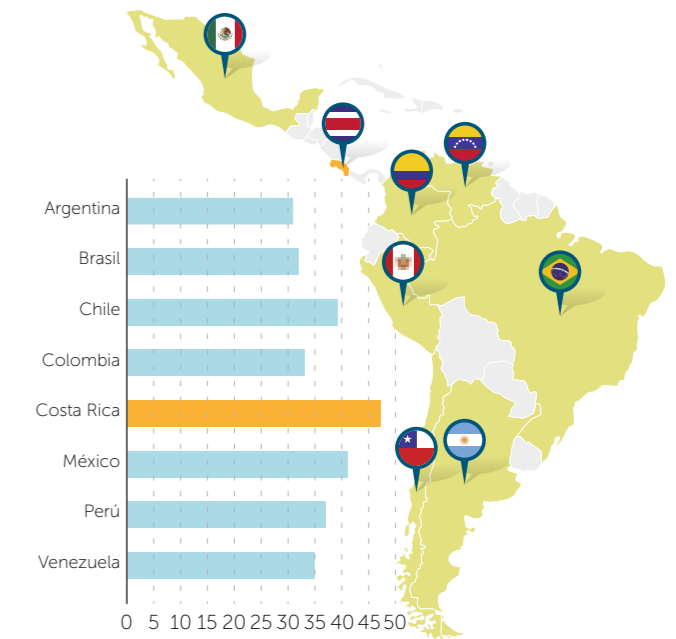 Argentina
Brasil
Chile
Colombia
Costa Rica
México
Perú
Venezuela
0 5 10 15 20 25 30 35 40 45 50